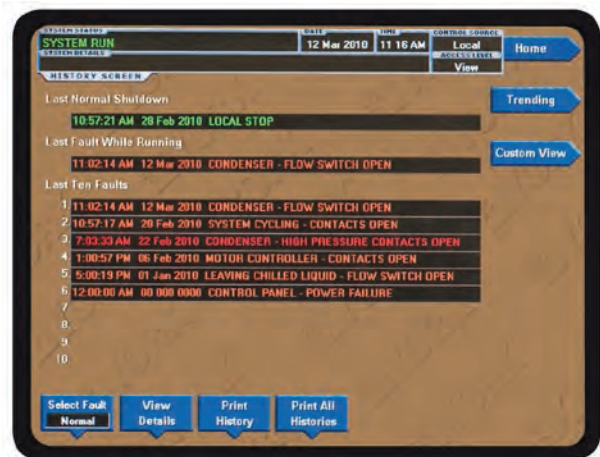 SYSTEM STATUS
SYSTEM RUN
DATE
12 Mar 2010
TIME
11 16 AM
CONTROL SOURCE
Local
Home
SYSTEM DETAILS
ACCESS LEVEL
View
HISTORY SCREEN
Last Normal Shutdown
Trending
10:57:21 AM 28 Feb 2010 LOCAL STOP
Last Fault While Running
Custom View
11:02:14 AM 12 Mar 2010 CONDENSER - FLOW SWITCH OPEN
Last Ten Faults
1 11:02:14 AM 12 Mar 2010 CONDENSER - FLOW SWITCH OPEN
2 10:57:17 AM 28 Feb 2010 SYSTEM CYCLING - CONTACTS OPEN
3. 7:03:33 AM 22 Feb 2010 CONDENSER - HIGH PRESSURE CONTACTS OPEN
4. 1:00:57 PM 06 Feb 2010 MOTOR CONTROLLER - CONTACTS OPEN
5. 5:00:19 PM 01 Jan 2010 LEAVING CHILLED LIQUID - FLOW SWITCH OPEN
6 12:00:00 AM 00 000 0000 CONTROL PANEL - POWER FAILURE
7
8.
9.
10.
Select Fault
Normal
View
Details
Print
History
Print All
Histories